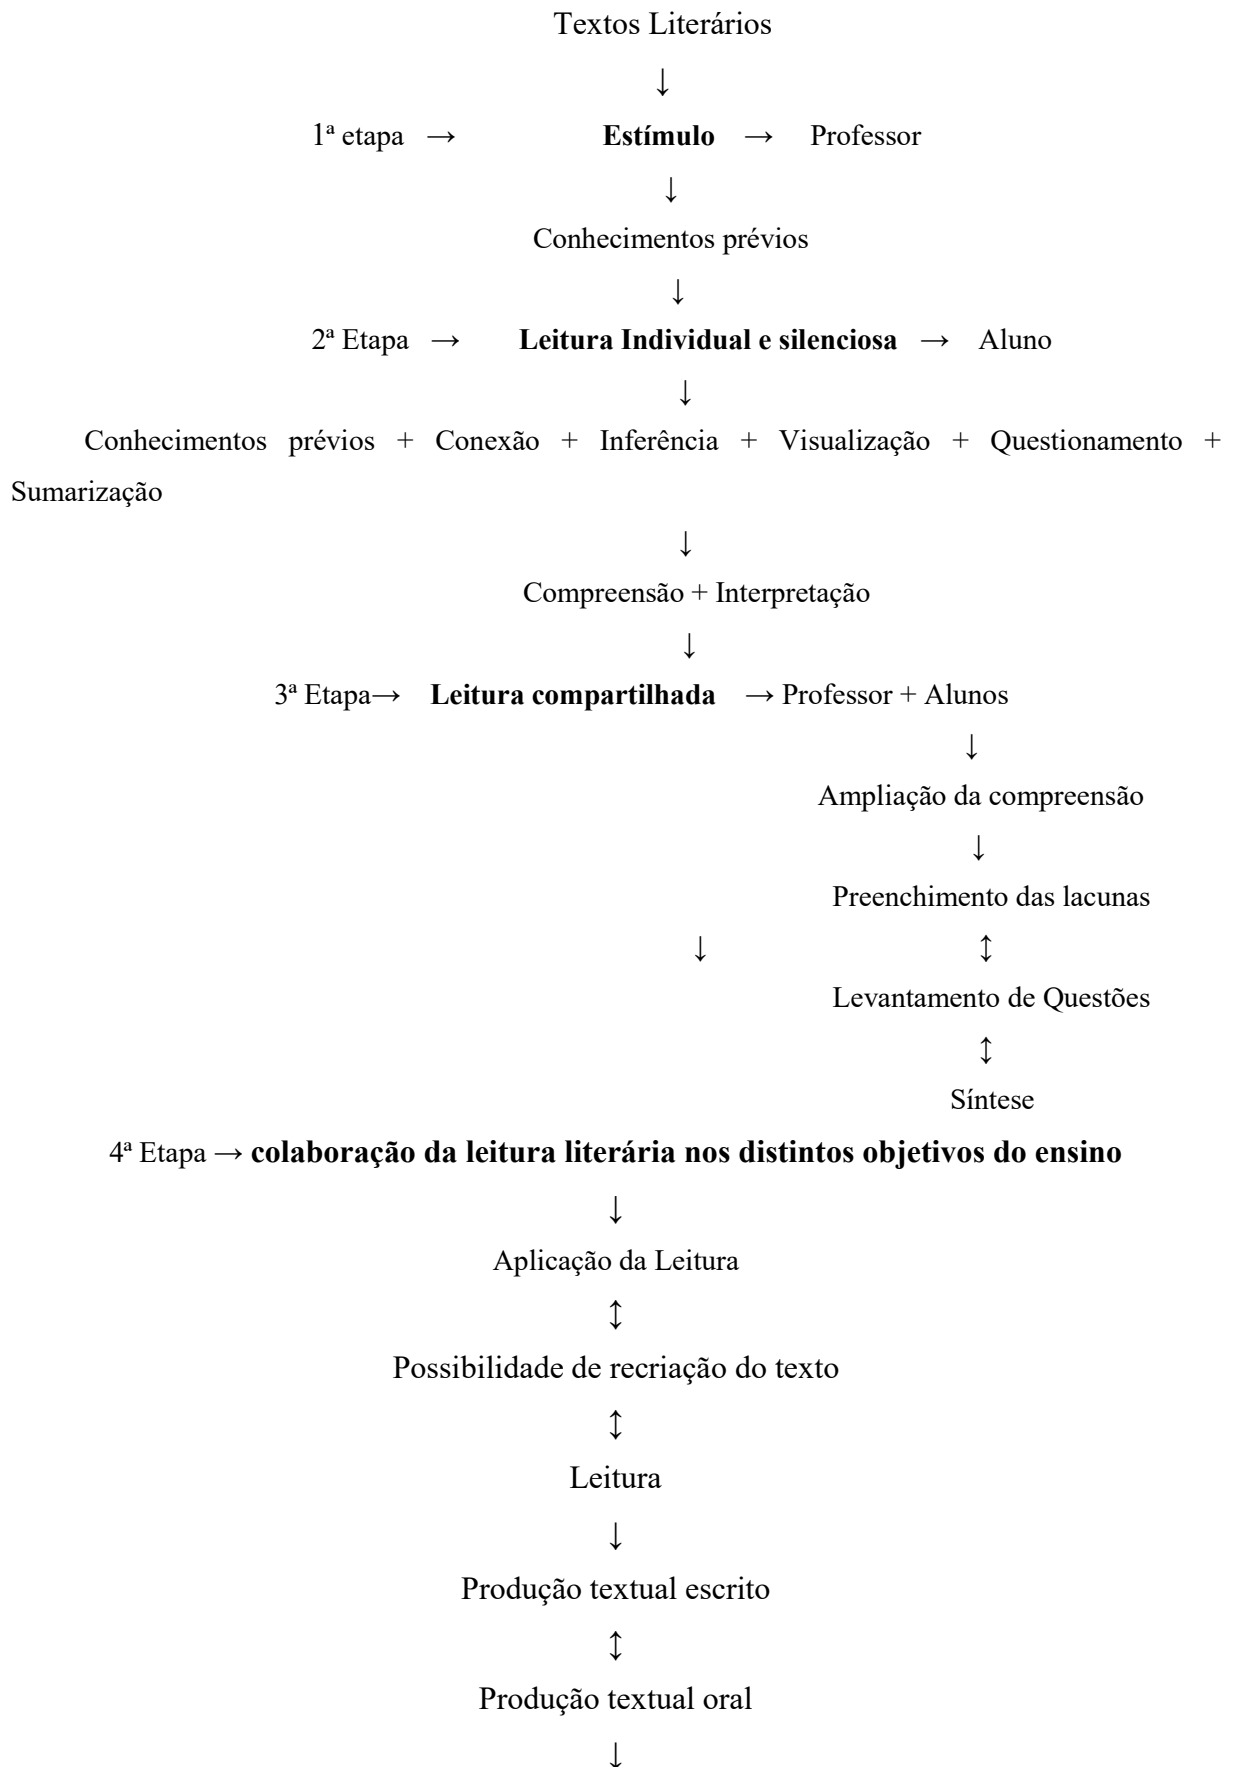 Textos Literários
↓
1ª etapa → Estímulo → Professor
↓
Conhecimentos prévios
↓
2ª Etapa → Leitura Individual e silenciosa → Aluno
↓
Conhecimentos prévios + Conexão + Inferência + Visualização + Questionamento +
Sumarização
↓
Compreensão + Interpretação
↓
3ª Etapa→ Leitura compartilhada → Professor + Alunos
↓
Ampliação da compreensão
↓
Preenchimento das lacunas
↓ ↕
Levantamento de Questões
↕
Síntese
4ª Etapa → colaboração da leitura literária nos distintos objetivos do ensino
↓
Aplicação da Leitura
↕
Possibilidade de recriação do texto
↕
Leitura
↓
Produção textual escrito
↕
Produção textual oral
↓